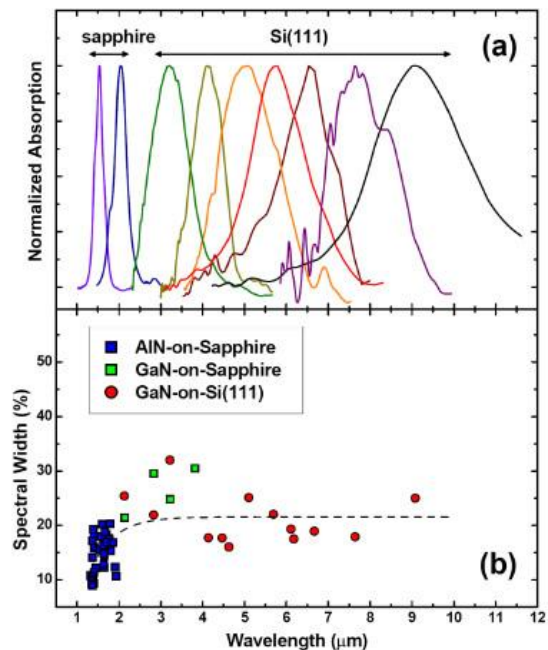 sapphire
Si(111)
(a)
Normalized Absorption
AlN-on-Sapphire
GaN-on-Sapphire
GaN-on-Si(111)
50
40
30
20
10
Spectral Width (%)
(b)
1 2 3 4 5 6 7 8 9 10 11 12
Wavelength (μm)